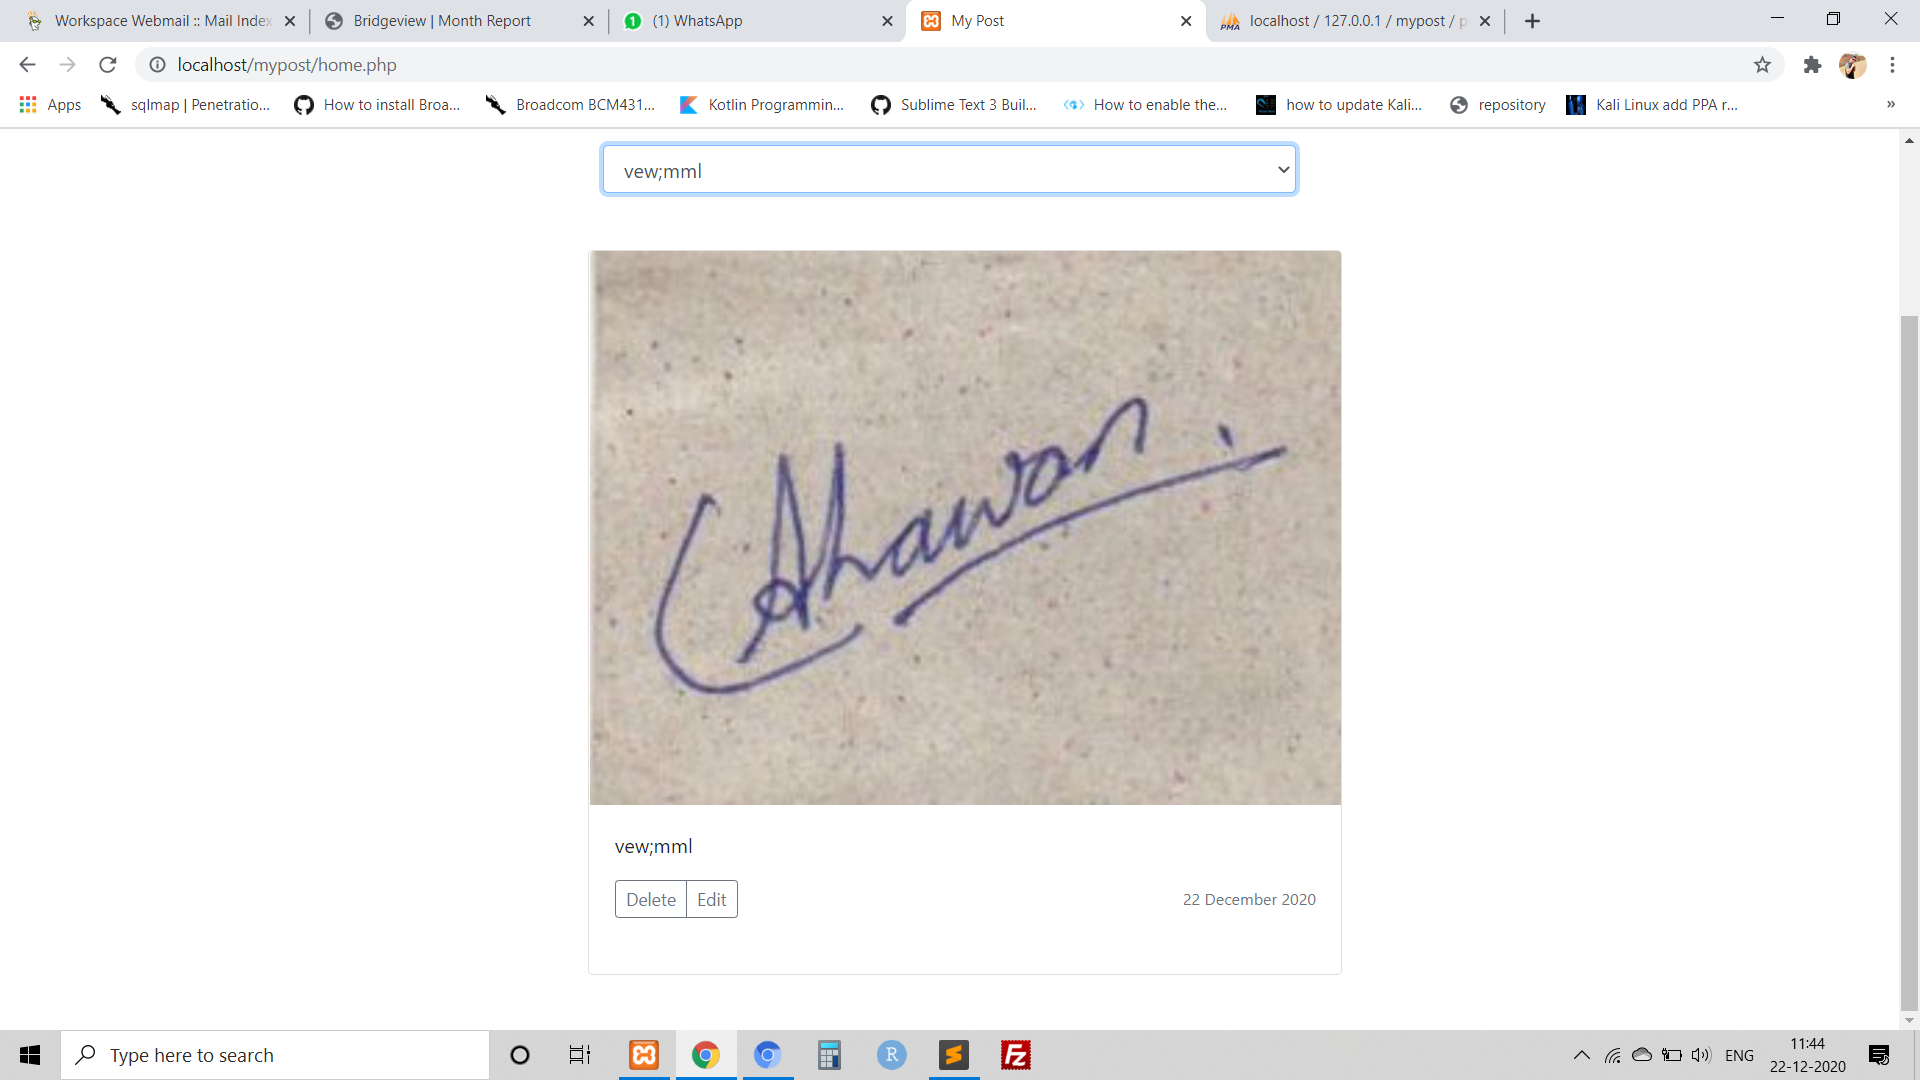 Workspace Webmail :: Mail Index
Bridgeview | Month Report
(1) WhatsApp
My Post
localhost / 127.0.0.1 / mypost / p
localhost/mypost/home.php
Apps
sqlmap | Penetratio...
How to install Broa...
Broadcom BCM431...
Kotlin Programmin...
Sublime Text 3 Buil...
How to enable the...
how to update Kali...
repository
Kali Linux add PPA r...
»
vew;mml
vew;mml
Delete
Edit
22 December 2020
Type here to search
ENG
11:44
22-12-2020